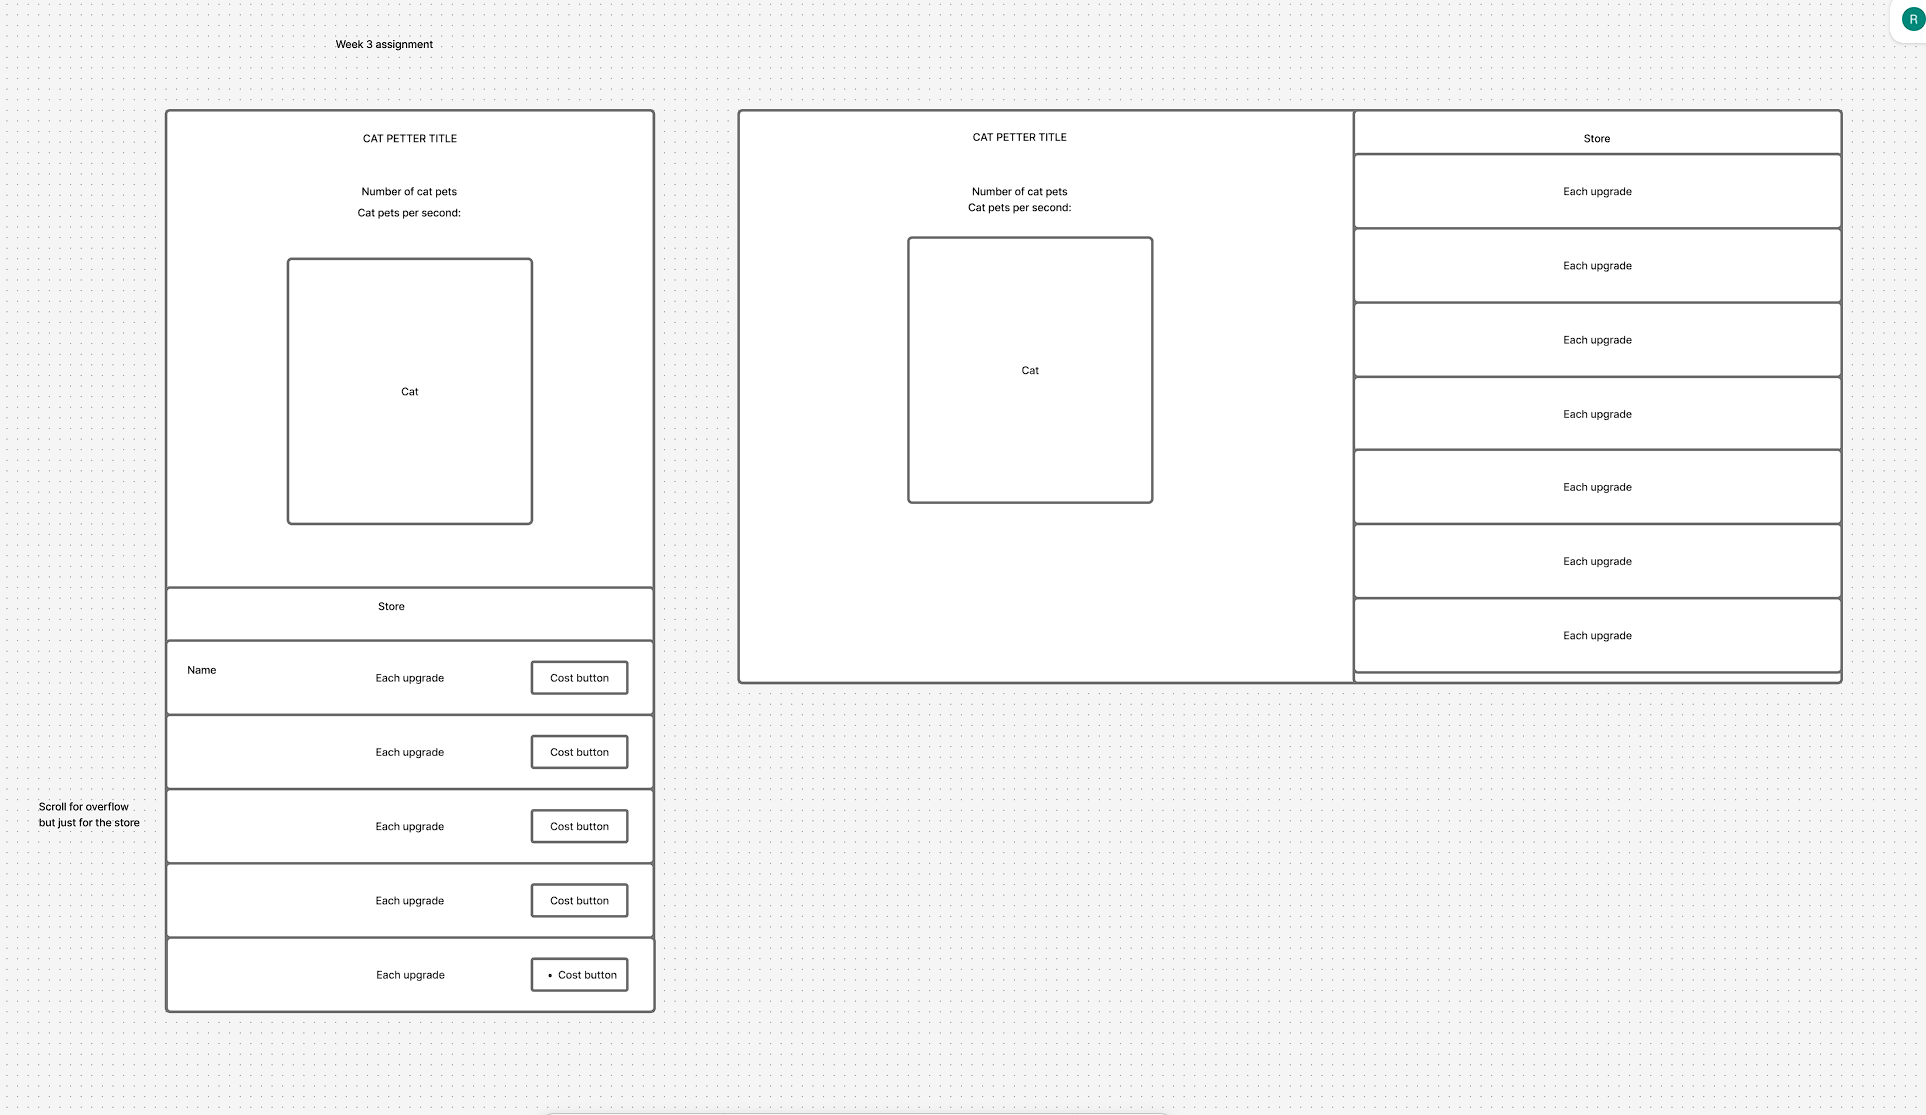 Week 3 assignment
R
CAT PETTER TITLE
Number of cat pets
Cat pets per second:
Cat
Store
Name
Each upgrade
Cost button
Each upgrade
Cost button
Each upgrade
Cost button
Each upgrade
Cost button
Each upgrade
• Cost button
Scroll for overflow
but just for the store
CAT PETTER TITLE
Number of cat pets
Cat pets per second:
Cat
Store
Each upgrade
Each upgrade
Each upgrade
Each upgrade
Each upgrade
Each upgrade
Each upgrade